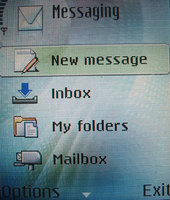 Messaging
New message
Inbox
My folders
Mailbox
Options Exit